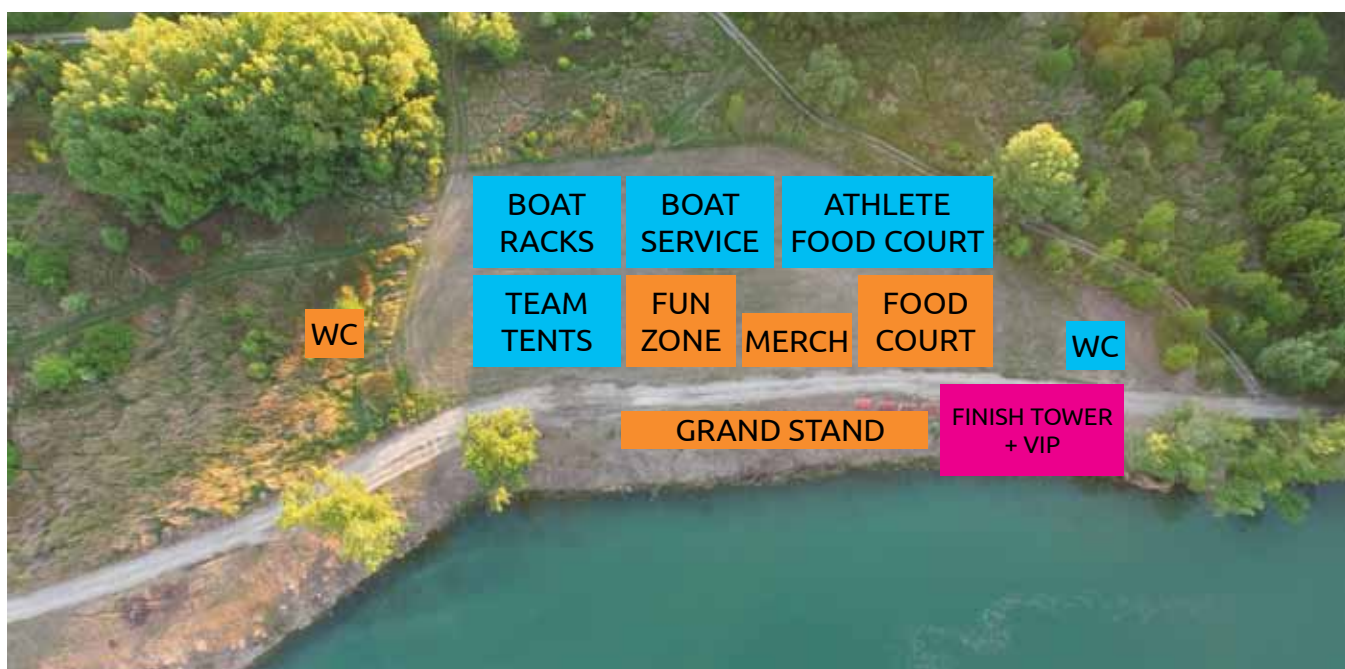 BOAT
RACKS
BOAT
SERVICE
ATHLETE
FOOD COURT
TEAM
TENTS
FUN
ZONE
MERCH
FOOD
COURT
WC
WC
GRAND STAND
FINISH TOWER
+ VIP